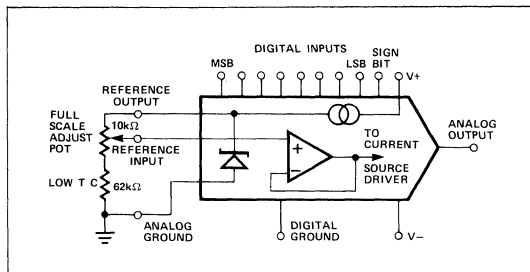 DIGITAL INPUTS
MSB
LSB
SIGN
BIT
V+
REFERENCE
OUTPUT
FULL
SCALE
ADJUST
POT
10kΩ
REFERENCE
INPUT
ANALOG
OUTPUT
TO
CURRENT
SOURCE
DRIVER
+
−
LOW T C
62kΩ
ANALOG
GROUND
DIGITAL
GROUND
V−